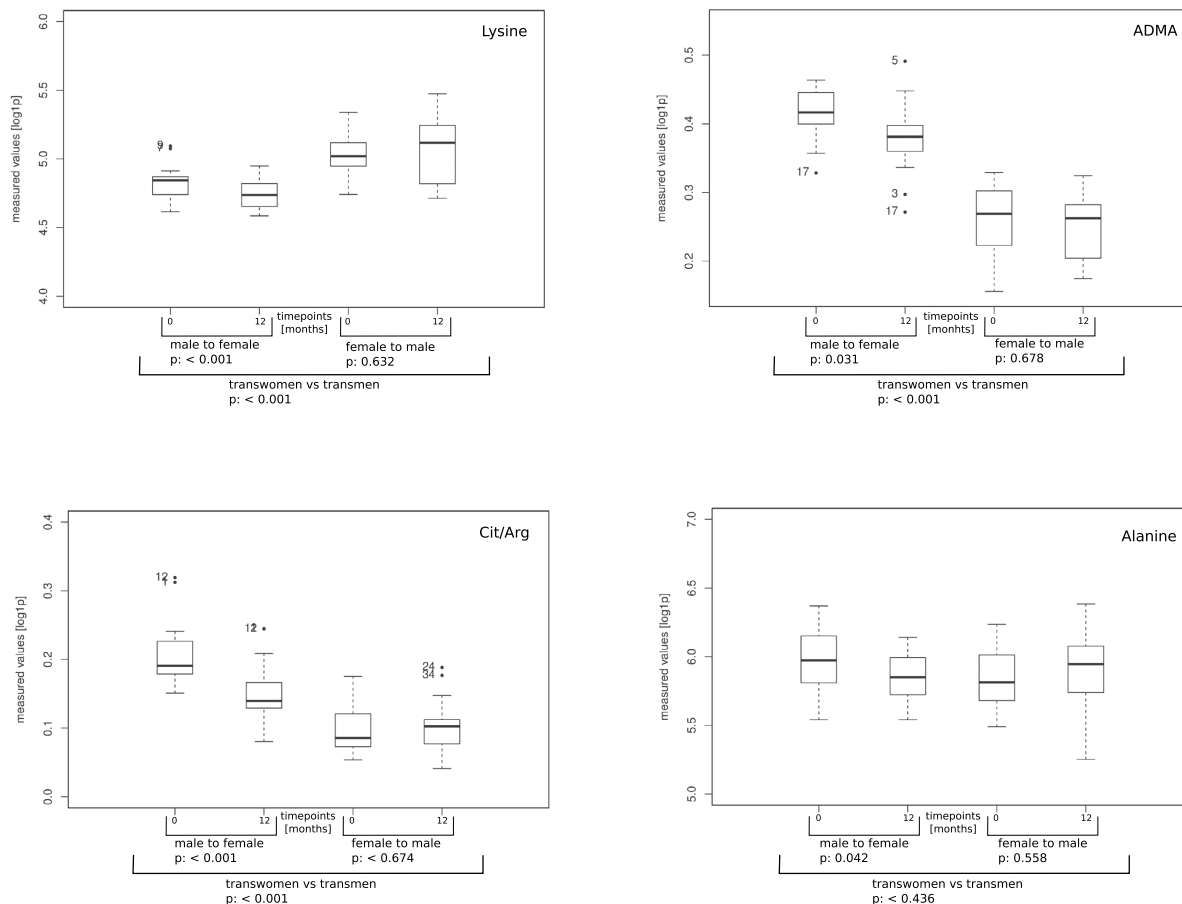 Lysine
measured values [log1p]
6.0
5.5
5.0
4.5
4.0
9
0
12
timepoints
[months]
0
12
male to female
p: < 0.001
female to male
p: 0.632
transwomen vs transmen
p: < 0.001
ADMA
measured values [log1p]
0.5
0.4
0.3
0.2
17
5
3
17
0
12
timepoints
[monhts]
0
12
male to female
p: 0.031
female to male
p: 0.678
transwomen vs transmen
p: < 0.001
Cit/Arg
measured values [log1p]
0.4
0.3
0.2
0.1
0.0
12
1
12
24
34
0
12
timepoints
[months]
0
12
male to female
p: < 0.001
female to male
p: < 0.674
transwomen vs transmen
p: < 0.001
Alanine
measured values [log1p]
7.0
6.5
6.0
5.5
5.0
0
12
timepoints
[months]
0
12
male to female
p: 0.042
female to male
p: 0.558
transwomen vs transmen
p: < 0.436